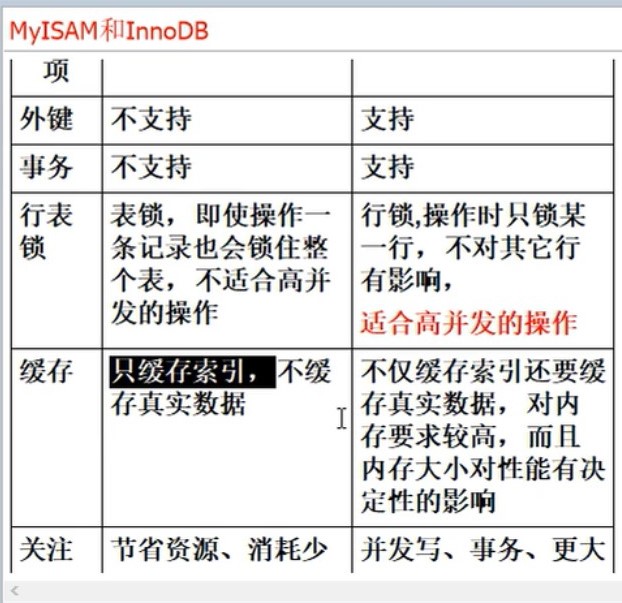 MyISAM和InnoDB
项
外键 不支持 支持
事务 不支持 支持
行表
锁
表锁，即使操作一
条记录也会锁住整
个表，不适合高并
发的操作
行锁,操作时只锁某
一行，不对其它行
有影响，
适合高并发的操作
缓存
只缓存索引，不缓
存真实数据
不仅缓存索引还要缓
存真实数据，对内
存要求较高，而且
内存大小对性能有决
定性的影响
关注 节省资源、消耗少 并发写、事务、更大